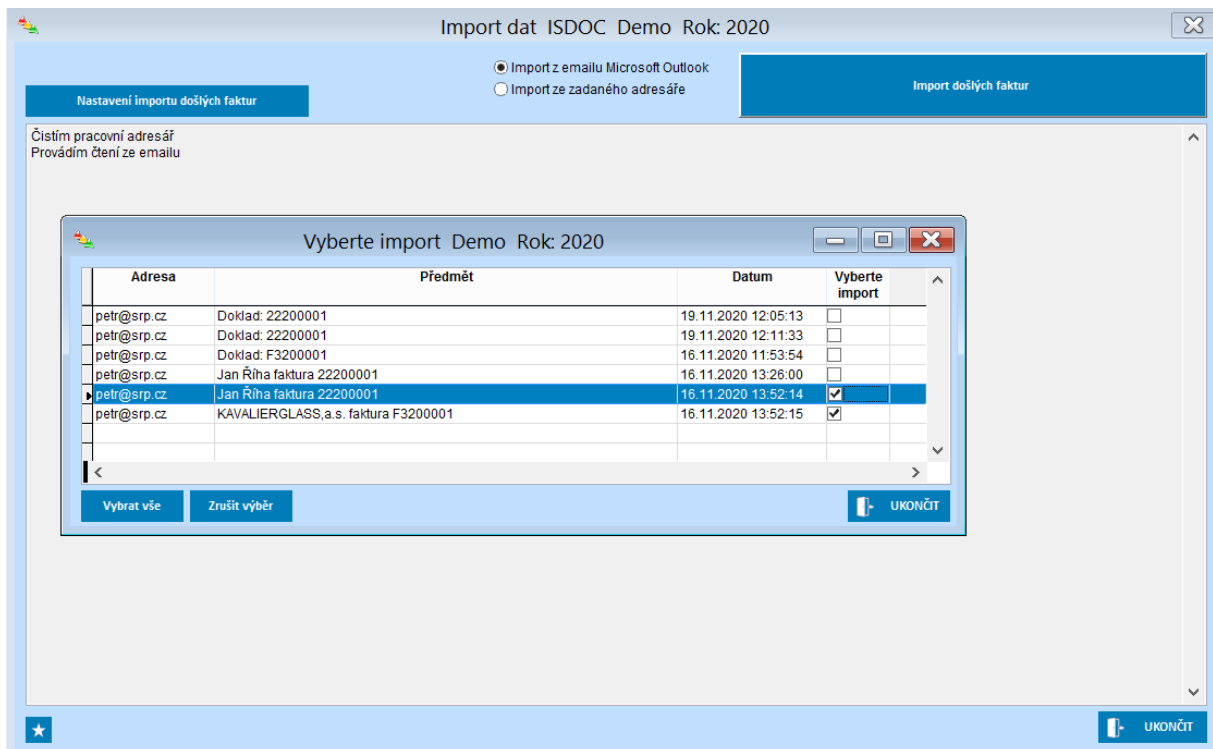 Import dat ISDOC Demo Rok: 2020
Import z emailu Microsoft Outlook
Import ze zadaného adresáře
Nastavení importu došlých faktur
Import došlých faktur
Čistím pracovní adresář
Provádím čtení ze emailu
Vyberte import Demo Rok: 2020
Adresa Předmět Datum Vyberte import
petr@srp.cz Doklad: 22200001 19.11.2020 12:05:13
petr@srp.cz Doklad: 22200001 19.11.2020 12:11:33
petr@srp.cz Doklad: F3200001 16.11.2020 11:53:54
petr@srp.cz Jan Říha faktura 22200001 16.11.2020 13:26:00
petr@srp.cz Jan Říha faktura 22200001 16.11.2020 13:52:14
petr@srp.cz KAVALIERGLASS,a.s. faktura F3200001 16.11.2020 13:52:15
Vybrat vše Zrušit výběr UKONČIT
UKONČIT